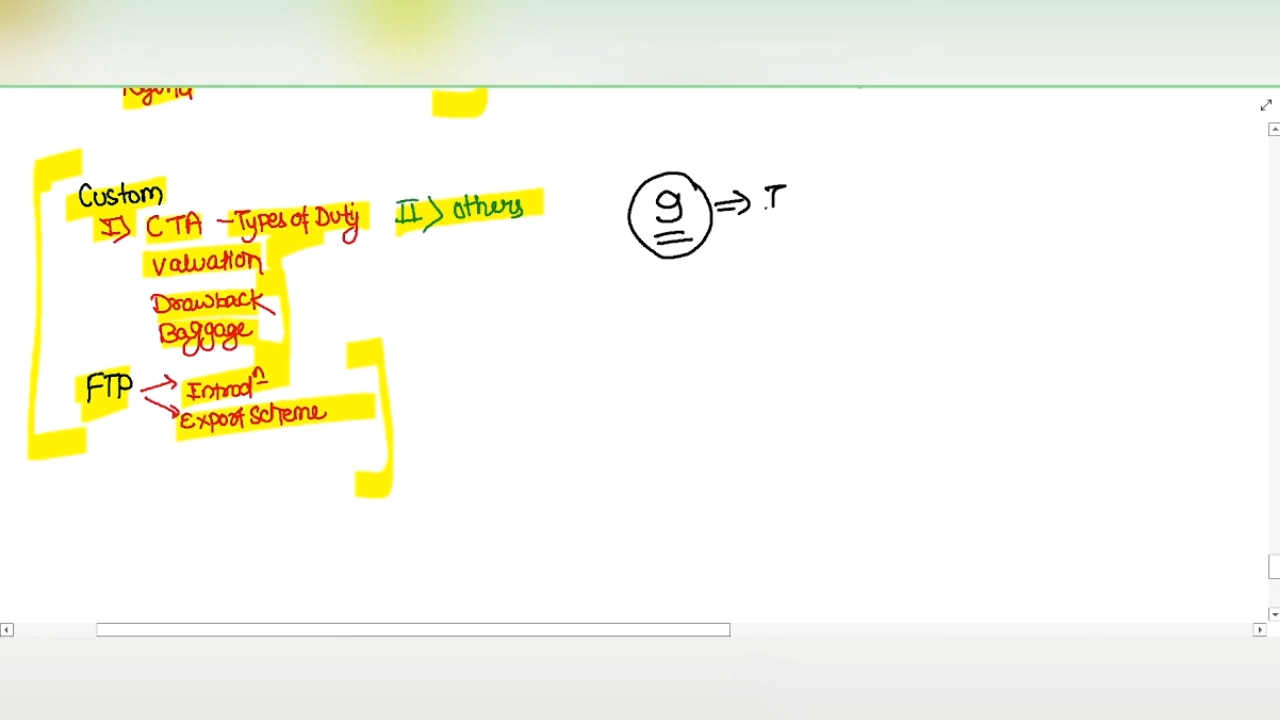 Custom
I) CTA - Types of Duty II) others
Valuation
Drawback
Baggage
FTP → Introdn
→ Export Scheme
9 ⇒